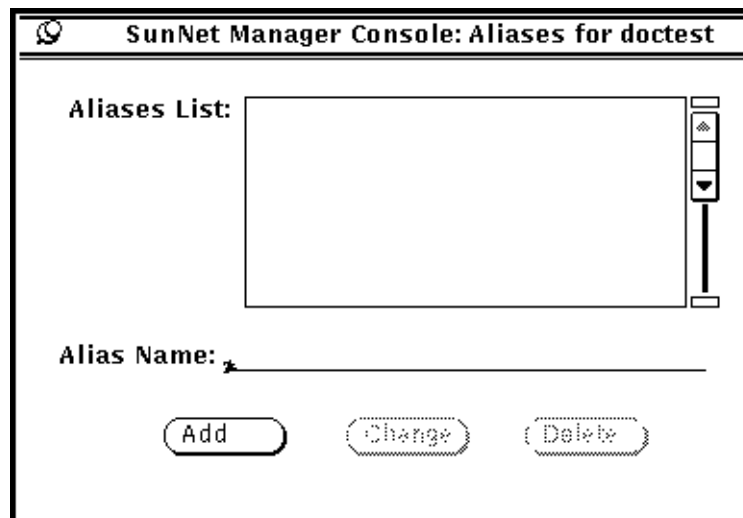 SunNet Manager Console: Aliases for doctest
Aliases List:
Alias Name:
Add Change Delete